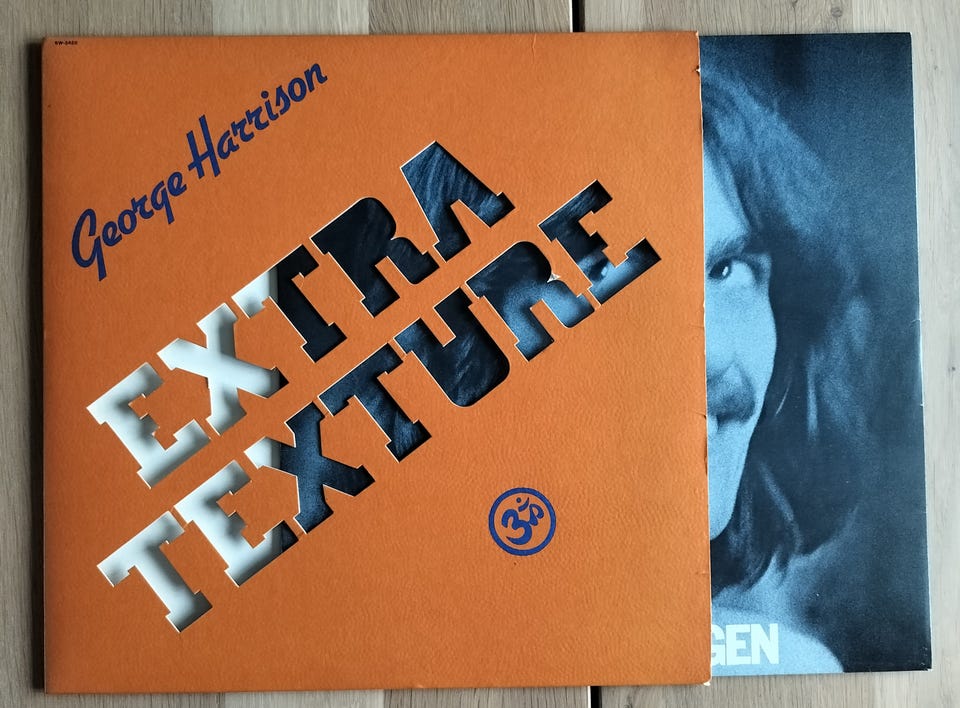 SW-3420
George Harrison
EXTRA
TEXTURE
ॐ
GEN